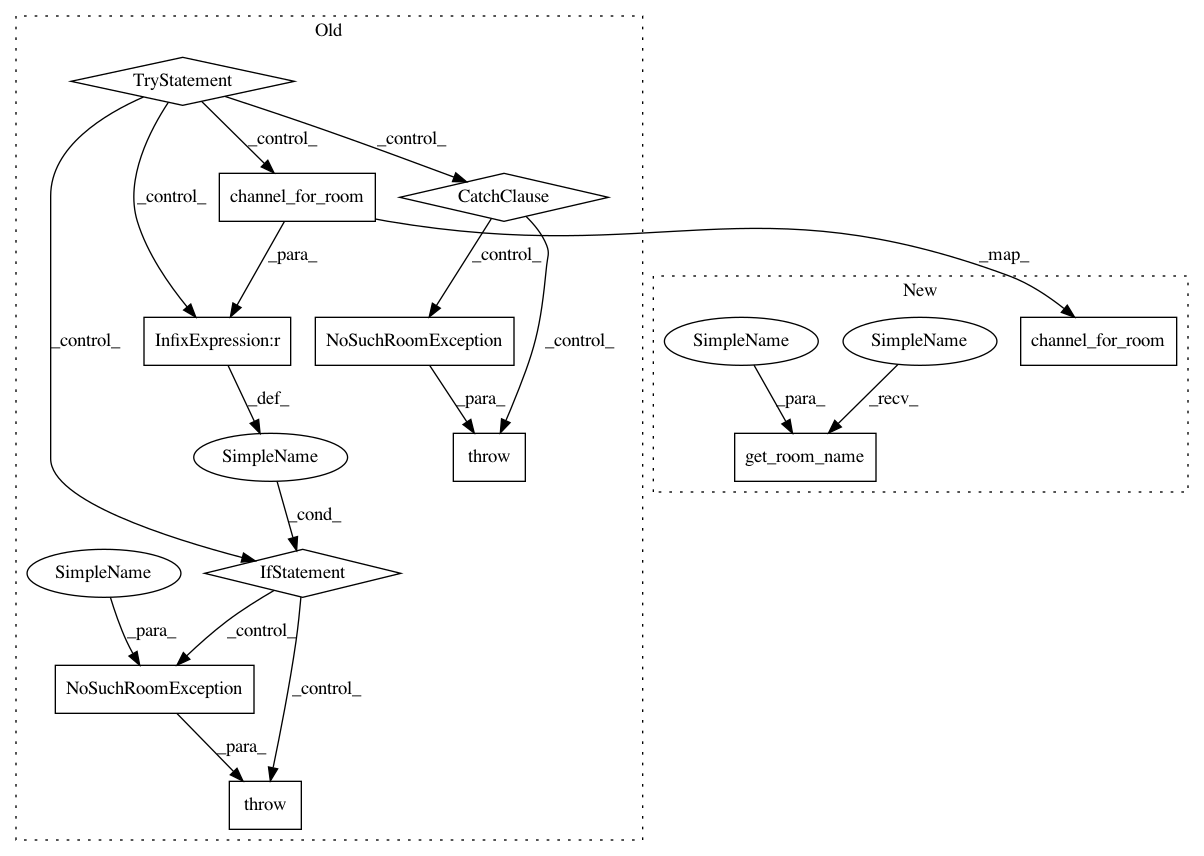 Old
TryStatement
_control_
_control_
_control_
channel_for_room
CatchClause
_control_
_para_
_control_
_map_
New
InfixExpression:r
NoSuchRoomException
_control_
_control_
SimpleName
SimpleName
channel_for_room
_def_
_para_
_para_
_recv_
SimpleName
throw
get_room_name
_cond_
SimpleName
IfStatement
_para_
_control_
NoSuchRoomException
_control_
_para_
throw